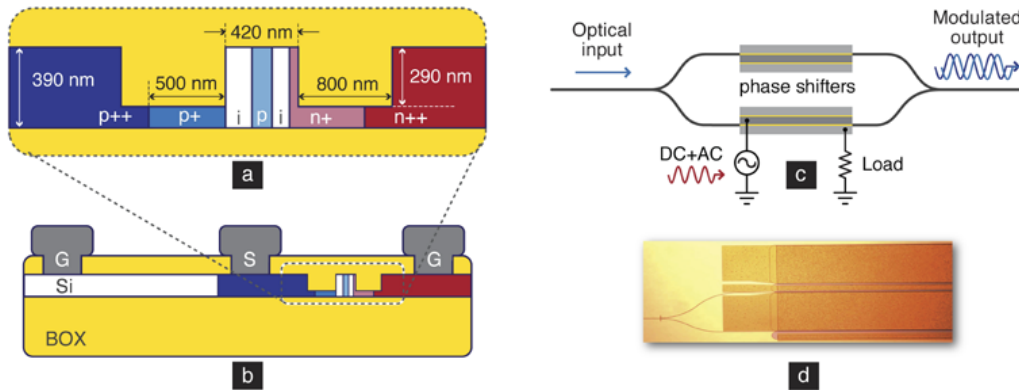 420 nm
390 nm
500 nm
800 nm
290 nm
p++
p+
i
p
i
n+
n++
a
G
S
G
Si
BOX
b
Optical
input
Modulated
output
phase shifters
DC+AC
Load
c
d